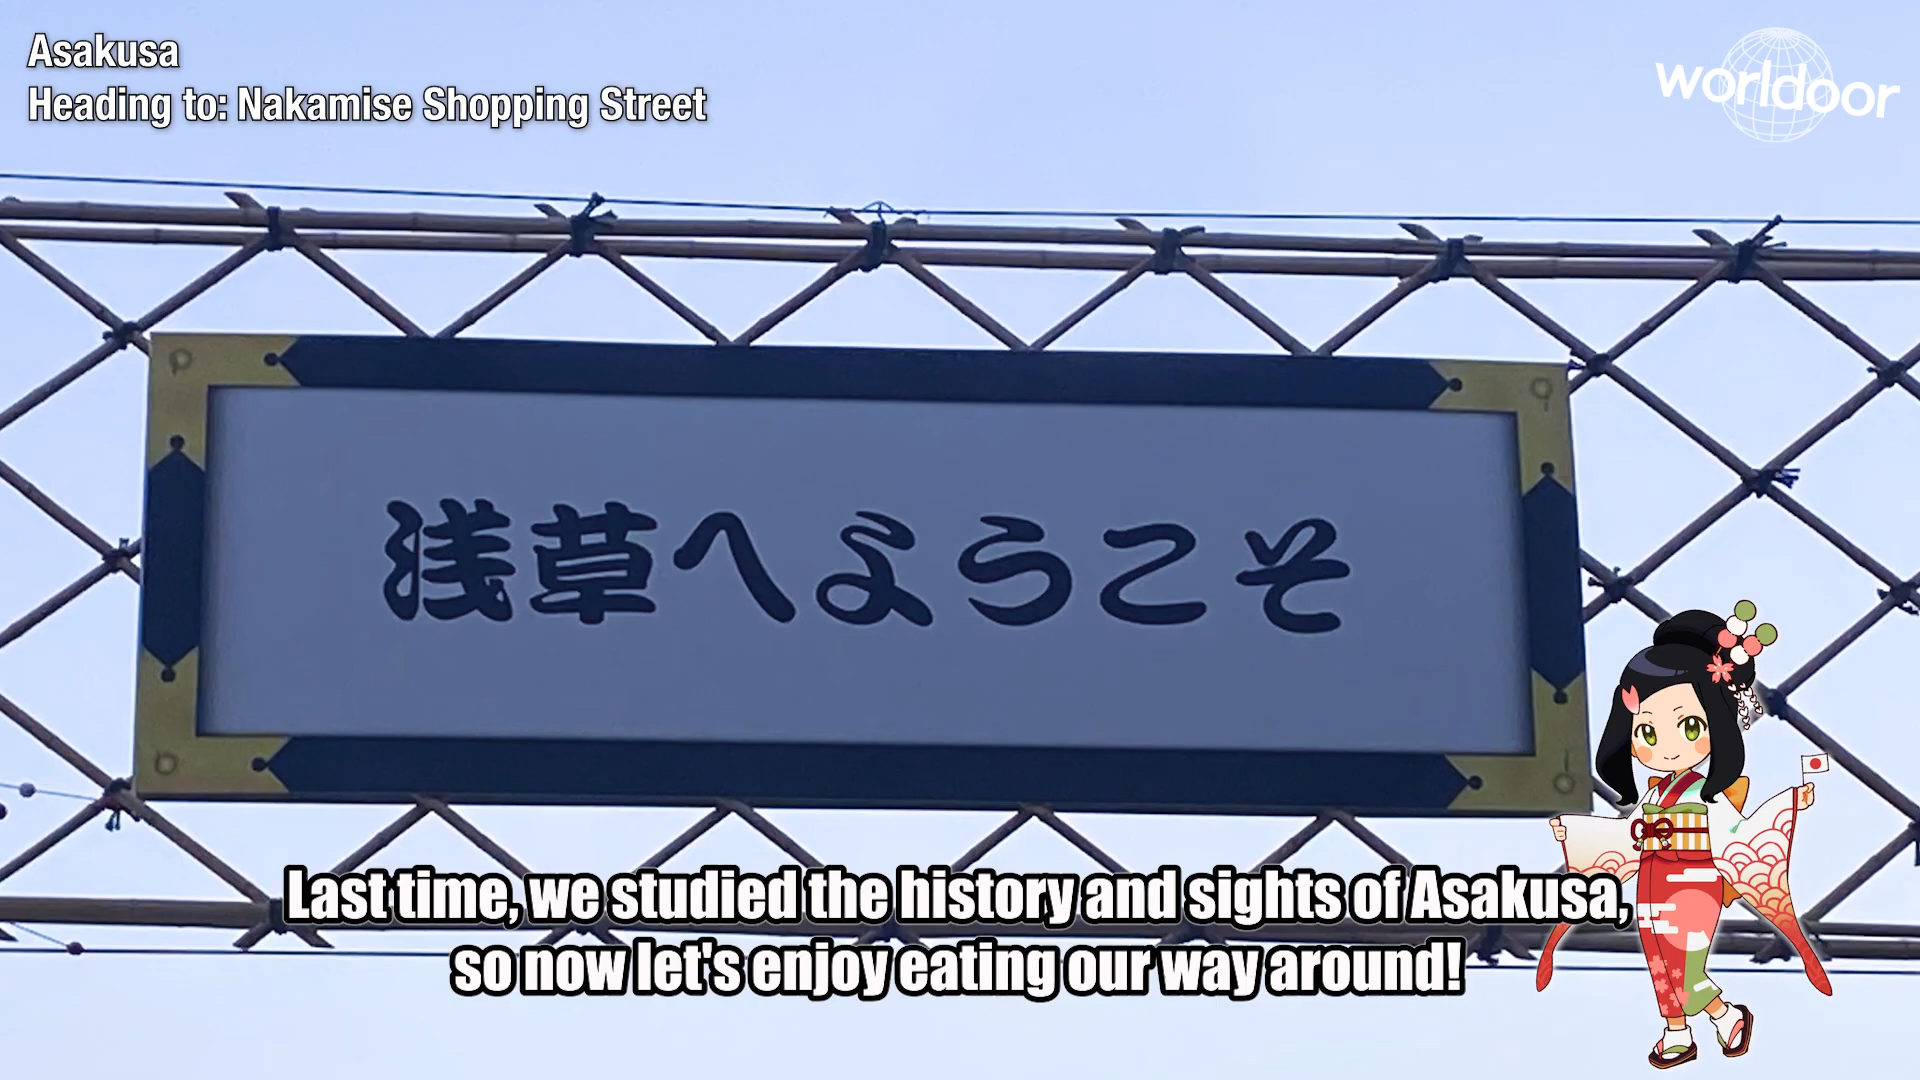 Asakusa
Heading to: Nakamise Shopping Street
worldoor
浅草へようこそ
Last time, we studied the history and sights of Asakusa,
so now let's enjoy eating our way around!